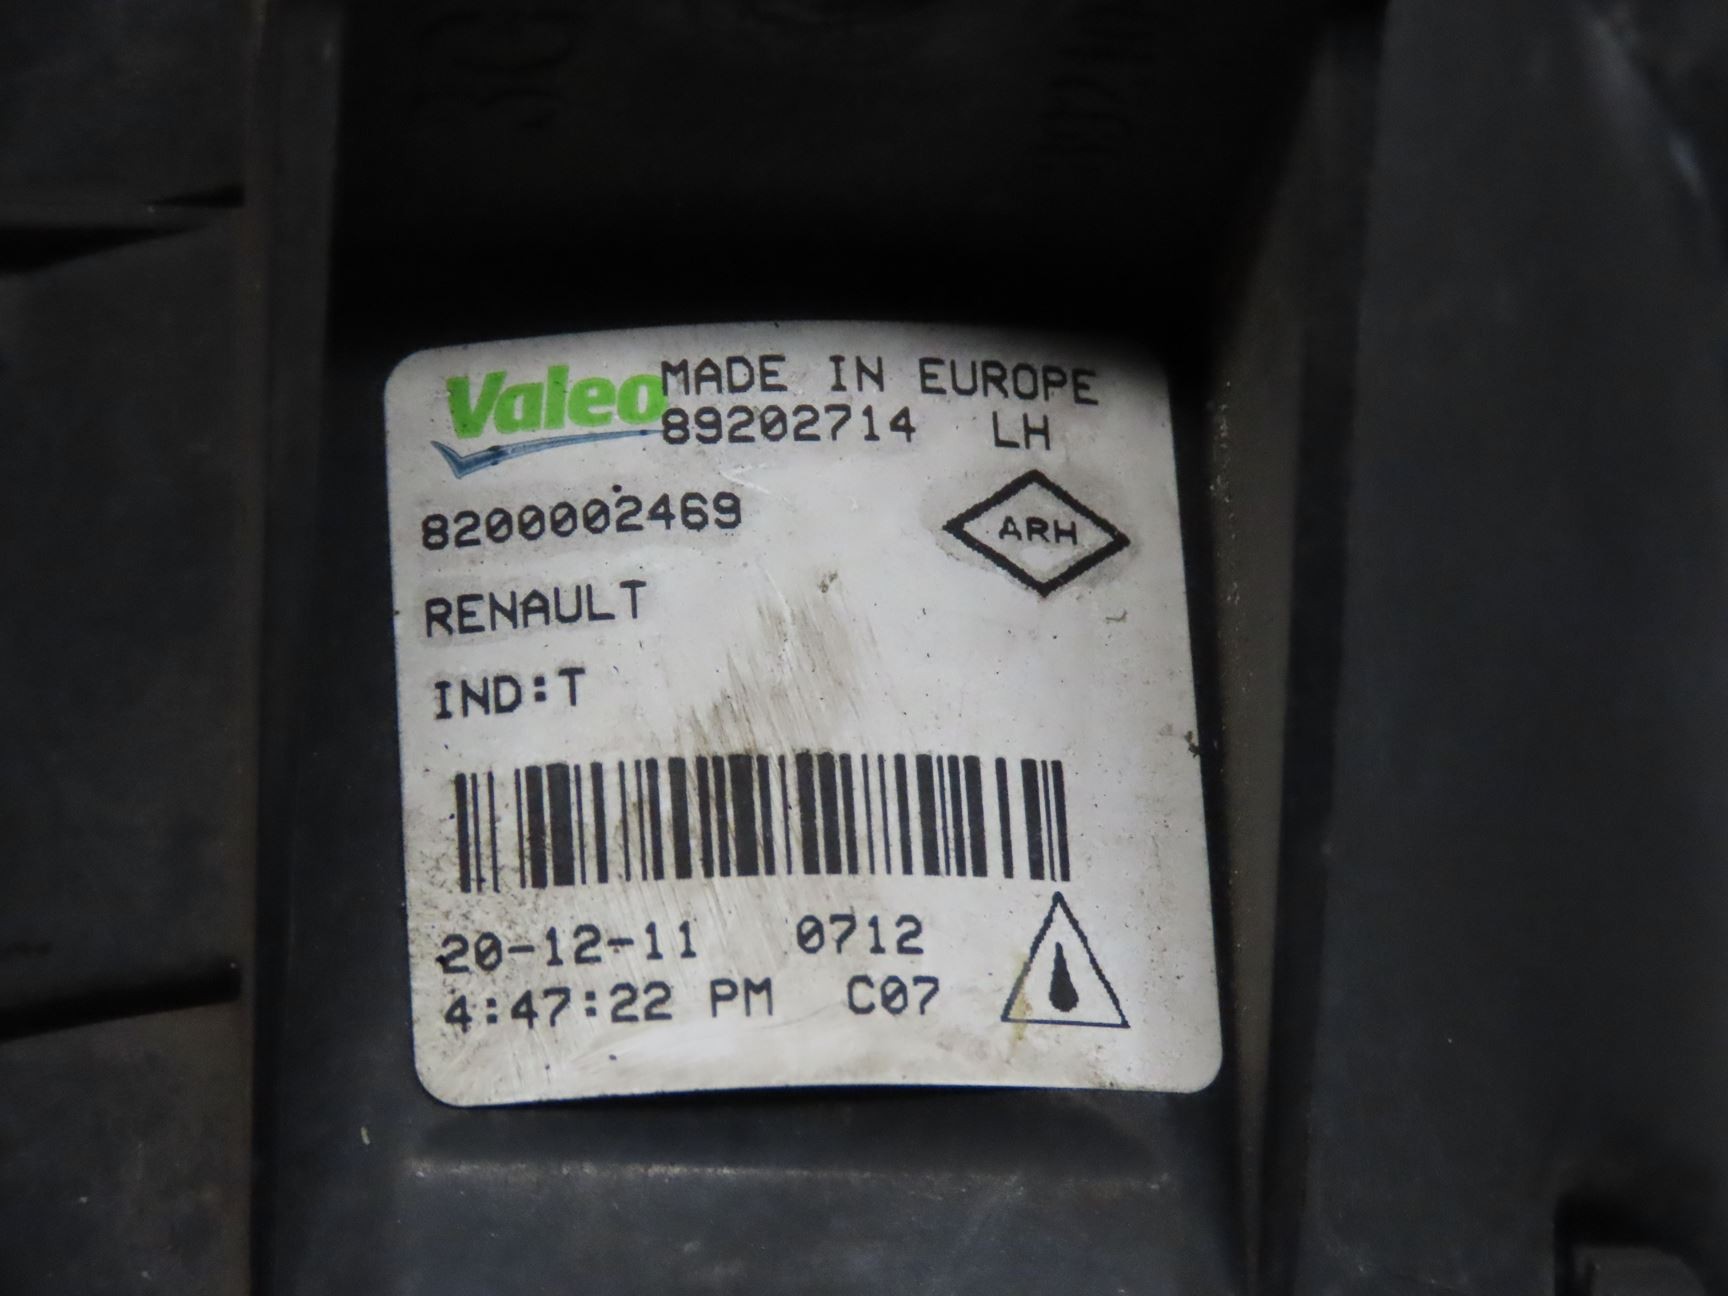 Valeo MADE IN EUROPE
89202714 LH
8200002469
ARH
RENAULT
IND:T
20-12-11 0712
4:47:22 PM C07